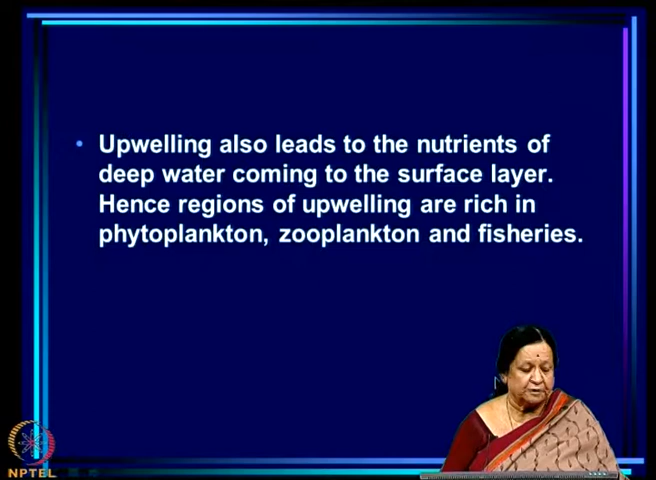 • Upwelling also leads to the nutrients of
deep water coming to the surface layer.
Hence regions of upwelling are rich in
phytoplankton, zooplankton and fisheries.
NPTEL